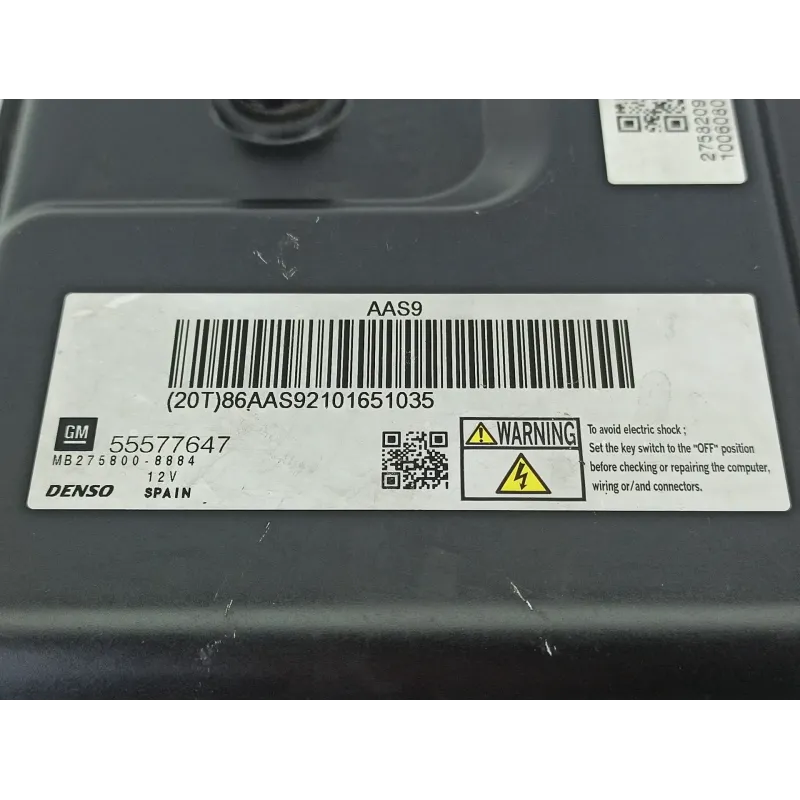 2758209
1006080
AAS9
(20T)86AAS92101651035
GM 55577647
MB275800-8884
12V
DENSO SPAIN
WARNING
To avoid electric shock ;
Set the key switch to the "OFF" position
before checking or repairing the computer,
wiring or/and connectors.